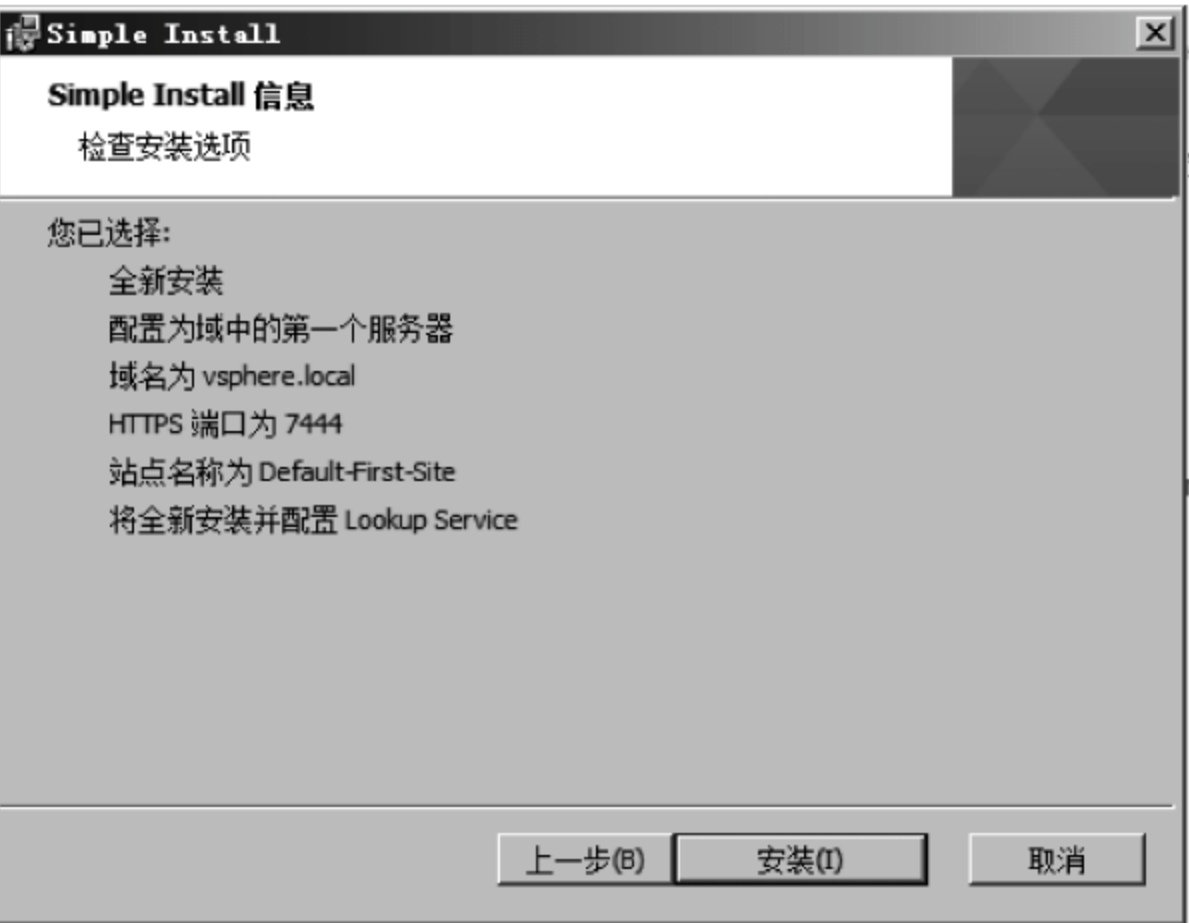 Simple Install
Simple Install 信息
检查安装选项
您已选择:
全新安装
配置为域中的第一个服务器
域名为 vsphere.local
HTTPS 端口为 7444
站点名称为 Default-First-Site
将全新安装并配置 Lookup Service
上一步(B) 安装(I) 取消